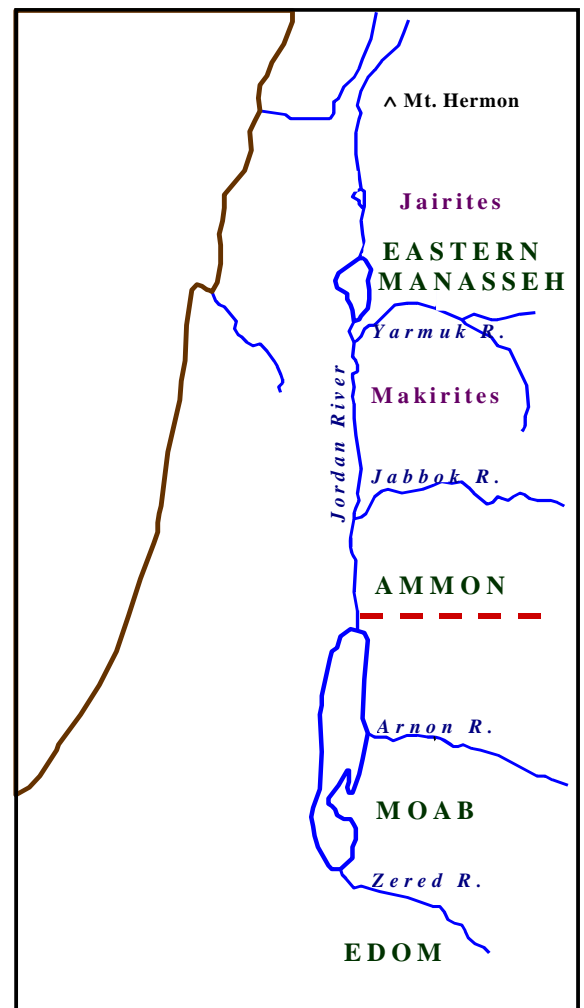 ^ Mt. Hermon
Jairites
EASTERN
MANASSEH
Yarmuk R.
Makirites
Jordan River
Jabbok R.
AMMON
Arnon R.
MOAB
Zered R.
EDOM